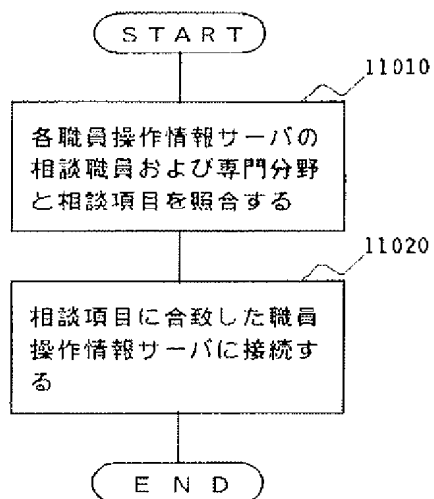 START
11010
各職員操作情報サーバの
相談職員および専門分野
と相談項目を照合する
11020
相談項目に合致した職員
操作情報サーバに接続す
る
END